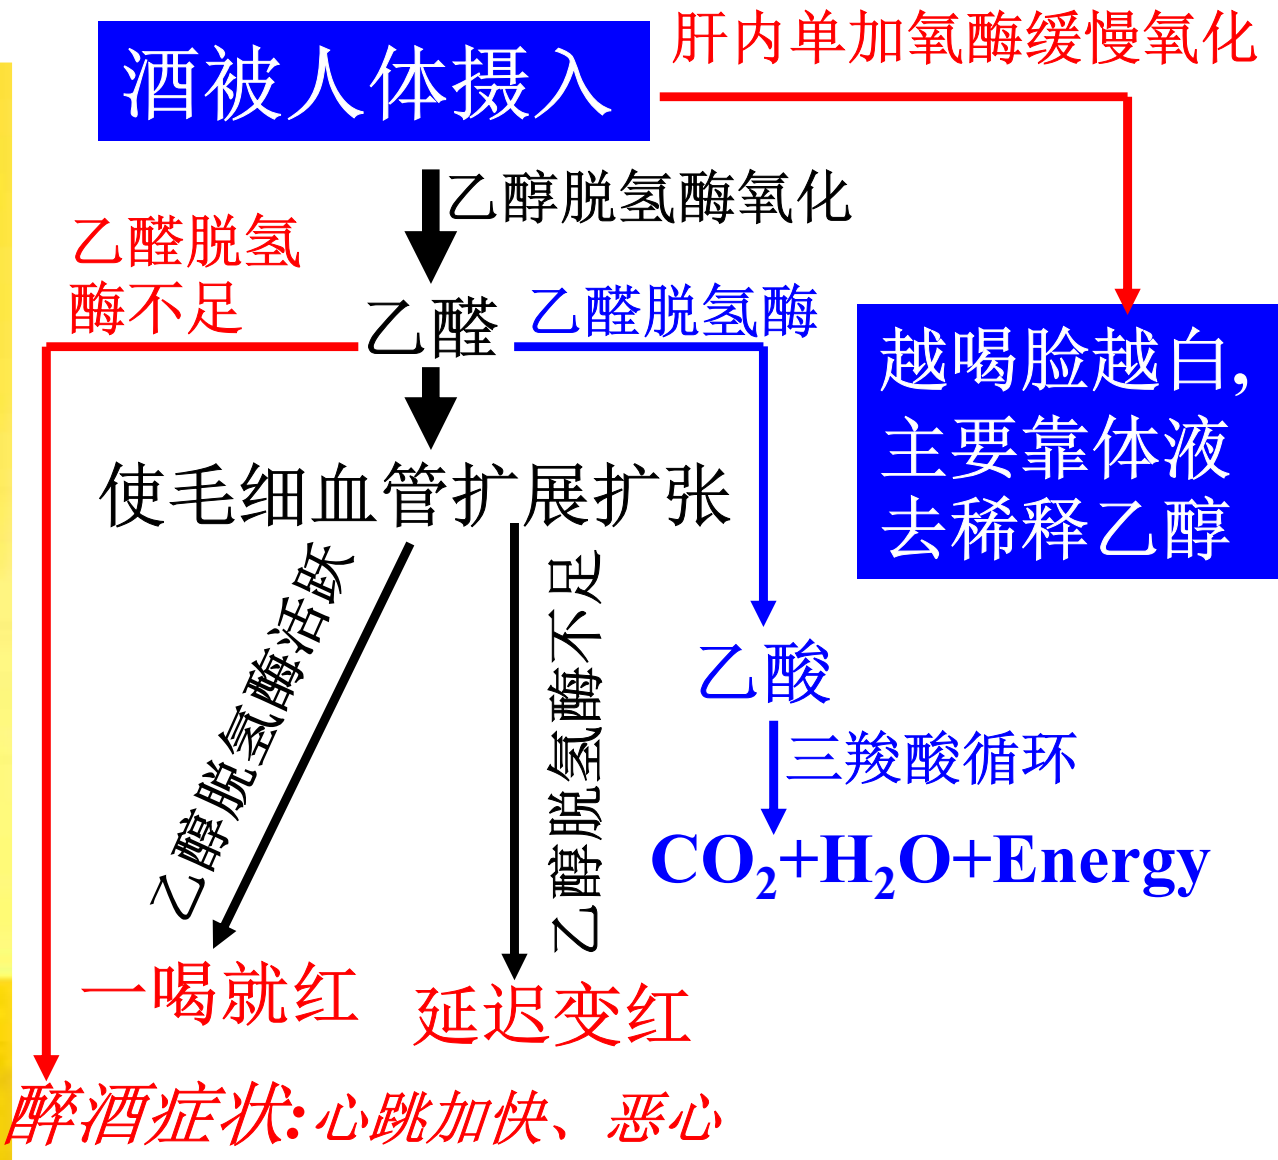 肝内单加氧酶缓慢氧化
酒被人体摄入
乙醇脱氢酶氧化
乙醛脱氢
酶不足
乙醛
乙醛脱氢酶
越喝脸越白,
主要靠体液
去稀释乙醇
使毛细血管扩展扩张
乙醇脱氢酶活跃
乙醇脱氢酶不足
乙酸
三羧酸循环
CO₂+H₂O+Energy
一喝就红
延迟变红
醉酒症状:心跳加快、恶心